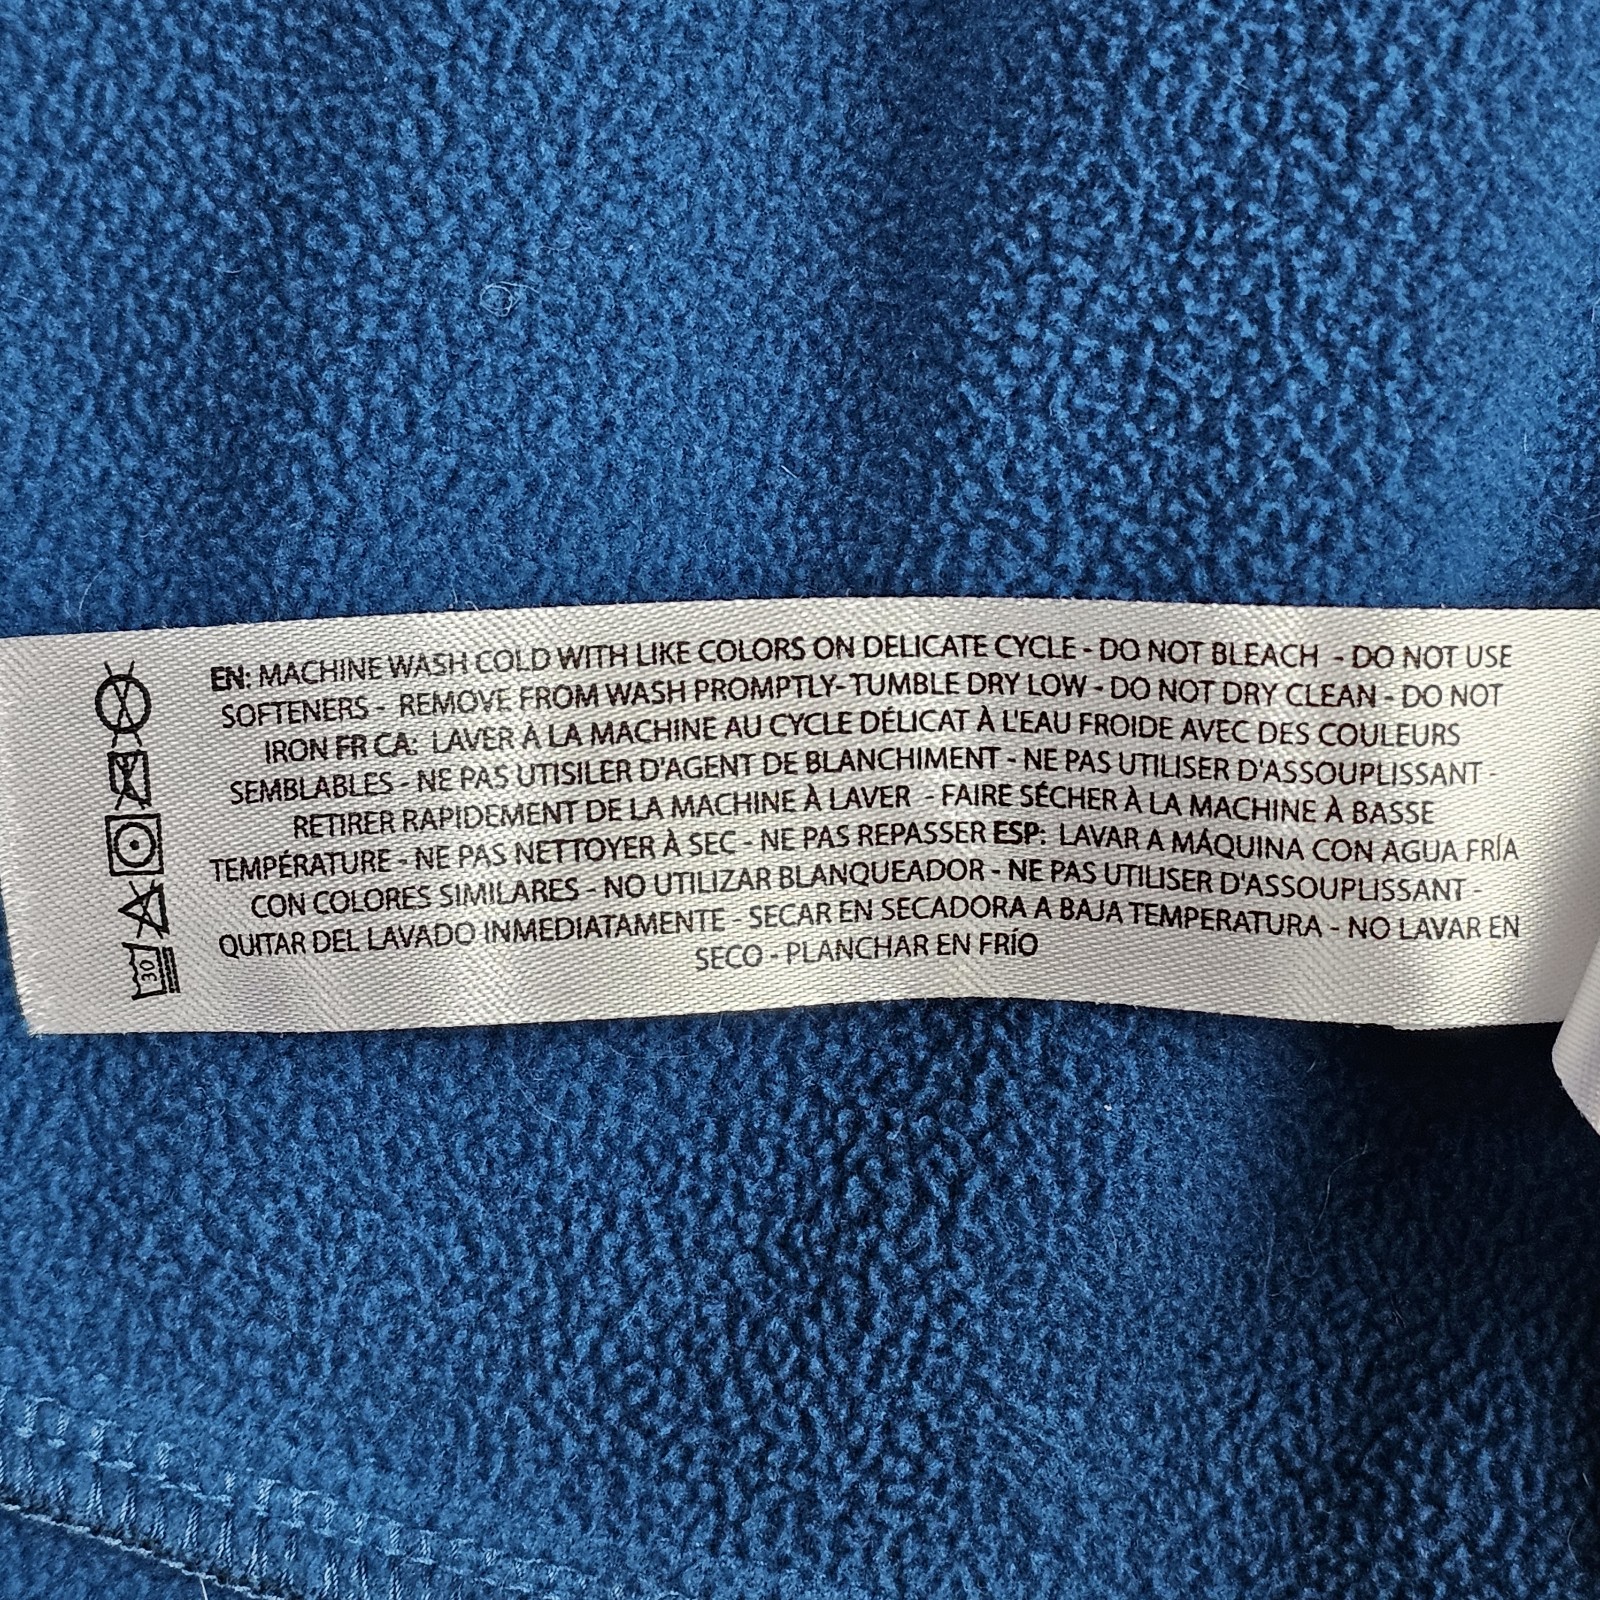 EN: MACHINE WASH COLD WITH LIKE COLORS ON DELICATE CYCLE - DO NOT BLEACH - DO NOT USE
SOFTENERS - REMOVE FROM WASH PROMPTLY- TUMBLE DRY LOW - DO NOT DRY CLEAN - DO NOT
IRON FR CA: LAVER À LA MACHINE AU CYCLE DÉLICAT À L'EAU FROIDE AVEC DES COULEURS
SEMBLABLES - NE PAS UTISILER D'AGENT DE BLANCHIMENT - NE PAS UTILISER D'ASSOUPLISSANT -
RETIRER RAPIDEMENT DE LA MACHINE À LAVER - FAIRE SÉCHER À LA MACHINE À BASSE
TEMPÉRATURE - NE PAS NETTOYER À SEC - NE PAS REPASSER ESP: LAVAR A MÁQUINA CON AGUA FRÍA
CON COLORES SIMILARES - NO UTILIZAR BLANQUEADOR - NE PAS UTILISER D'ASSOUPLISSANT -
QUITAR DEL LAVADO INMEDIATAMENTE - SECAR EN SECADORA A BAJA TEMPERATURA - NO LAVAR EN
SECO - PLANCHAR EN FRÍO
30